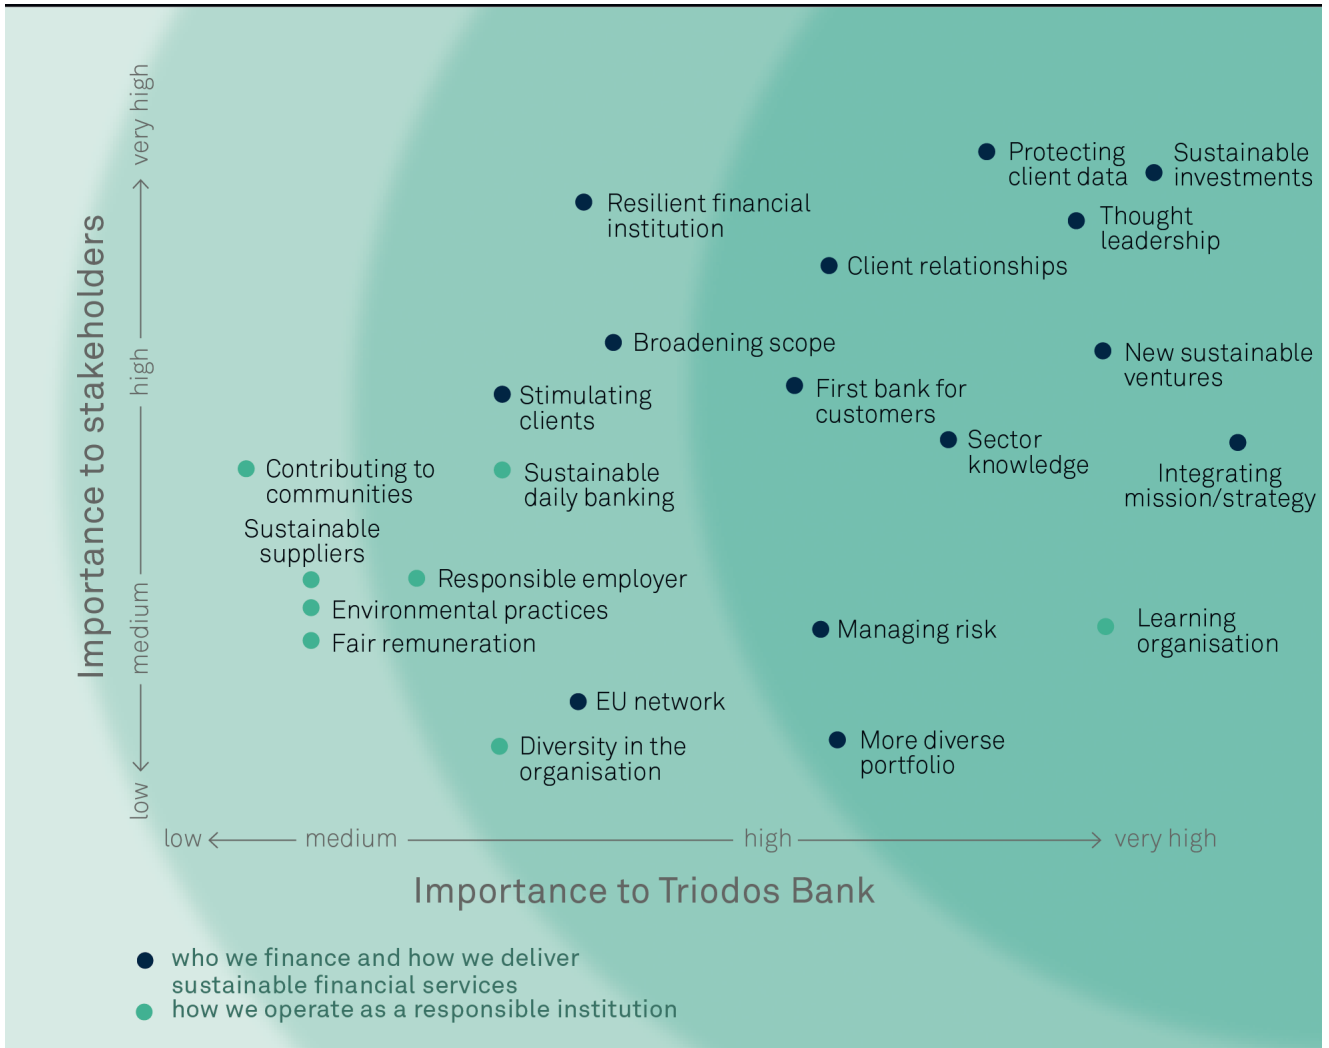 very high
high
medium
low
Importance to stakeholders
Protecting
client data
Sustainable
investments
Resilient financial
institution
Thought
leadership
Client relationships
Broadening scope
New sustainable
ventures
Stimulating
clients
First bank for
customers
Sector
knowledge
Integrating
mission/strategy
Contributing to
communities
Sustainable
daily banking
Sustainable
suppliers
Responsible employer
Environmental practices
Fair remuneration
Managing risk
Learning
organisation
EU network
Diversity in the
organisation
More diverse
portfolio
low
medium
high
very high
Importance to Triodos Bank
who we finance and how we deliver
sustainable financial services
how we operate as a responsible institution